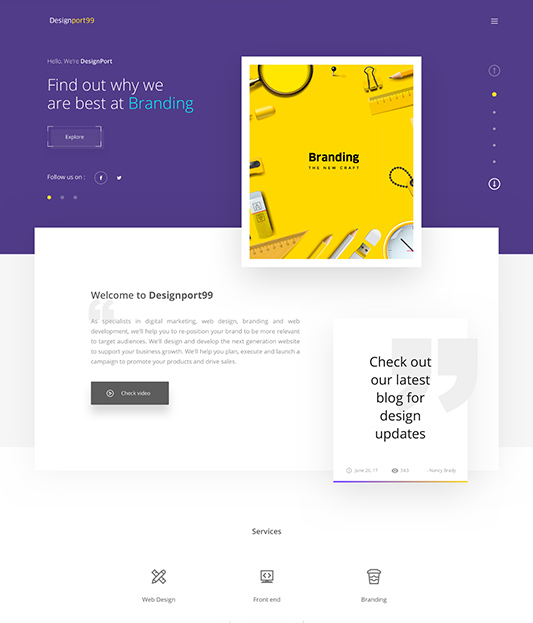 Designport99
Hello, We're DesignPort
Find out why we
are best at Branding
Explore
Follow us on :
Branding
THE NEW CRAFT
Welcome to Designport99
As specialists in digital marketing, web design, branding and web
development, we'll help you to re-position your brand to be more relevant
to target audiences. We'll design and develop the next generation website
to support your business growth. We'll help you plan, execute and launch a
campaign to promote your products and drive sales.
Check video
Check out
our latest
blog for
design
updates
June 20, 17
343
- Nancy Brady
Services
Web Design
Front end
Branding